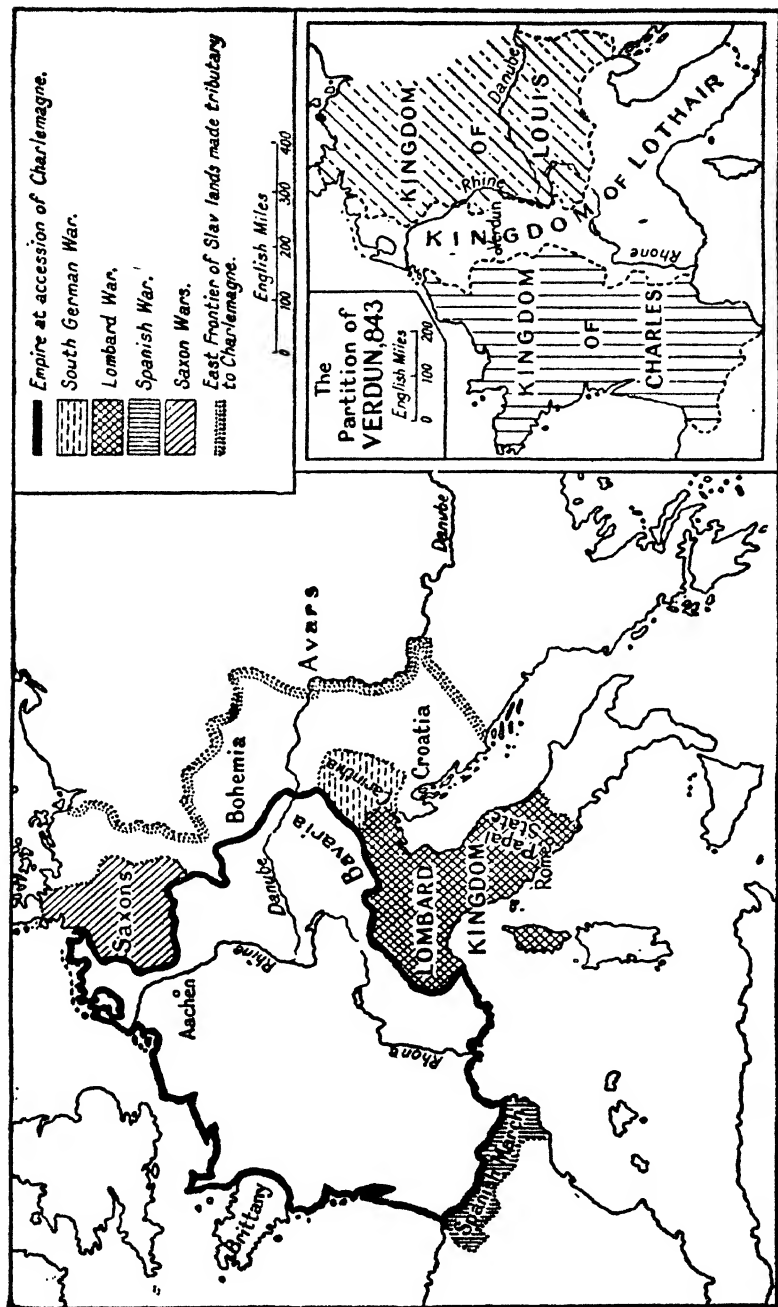 Empire at accession of Charlemagne.
South German War.
Lombard War.
Spanish War.
Saxon Wars.
East Frontier of Slav lands made tributary
to Charlemagne.
English Miles
0 100 200 300 400
The
Partition of
VERDUN, 843
English Miles
0 100 200
KINGDOM
OF
LOUIS
Danube
Rhine
Verdun
KINGDOM OF LOTHAIR
Rhone
KINGDOM
OF
CHARLES
Saxons
Aachen
Rhine
Bohemia
Avars
Danube
Danube
Bavaria
Croatia
Brittany
Rhone
LOMBARD
KINGDOM
Papal
State
Rome
Spanish March